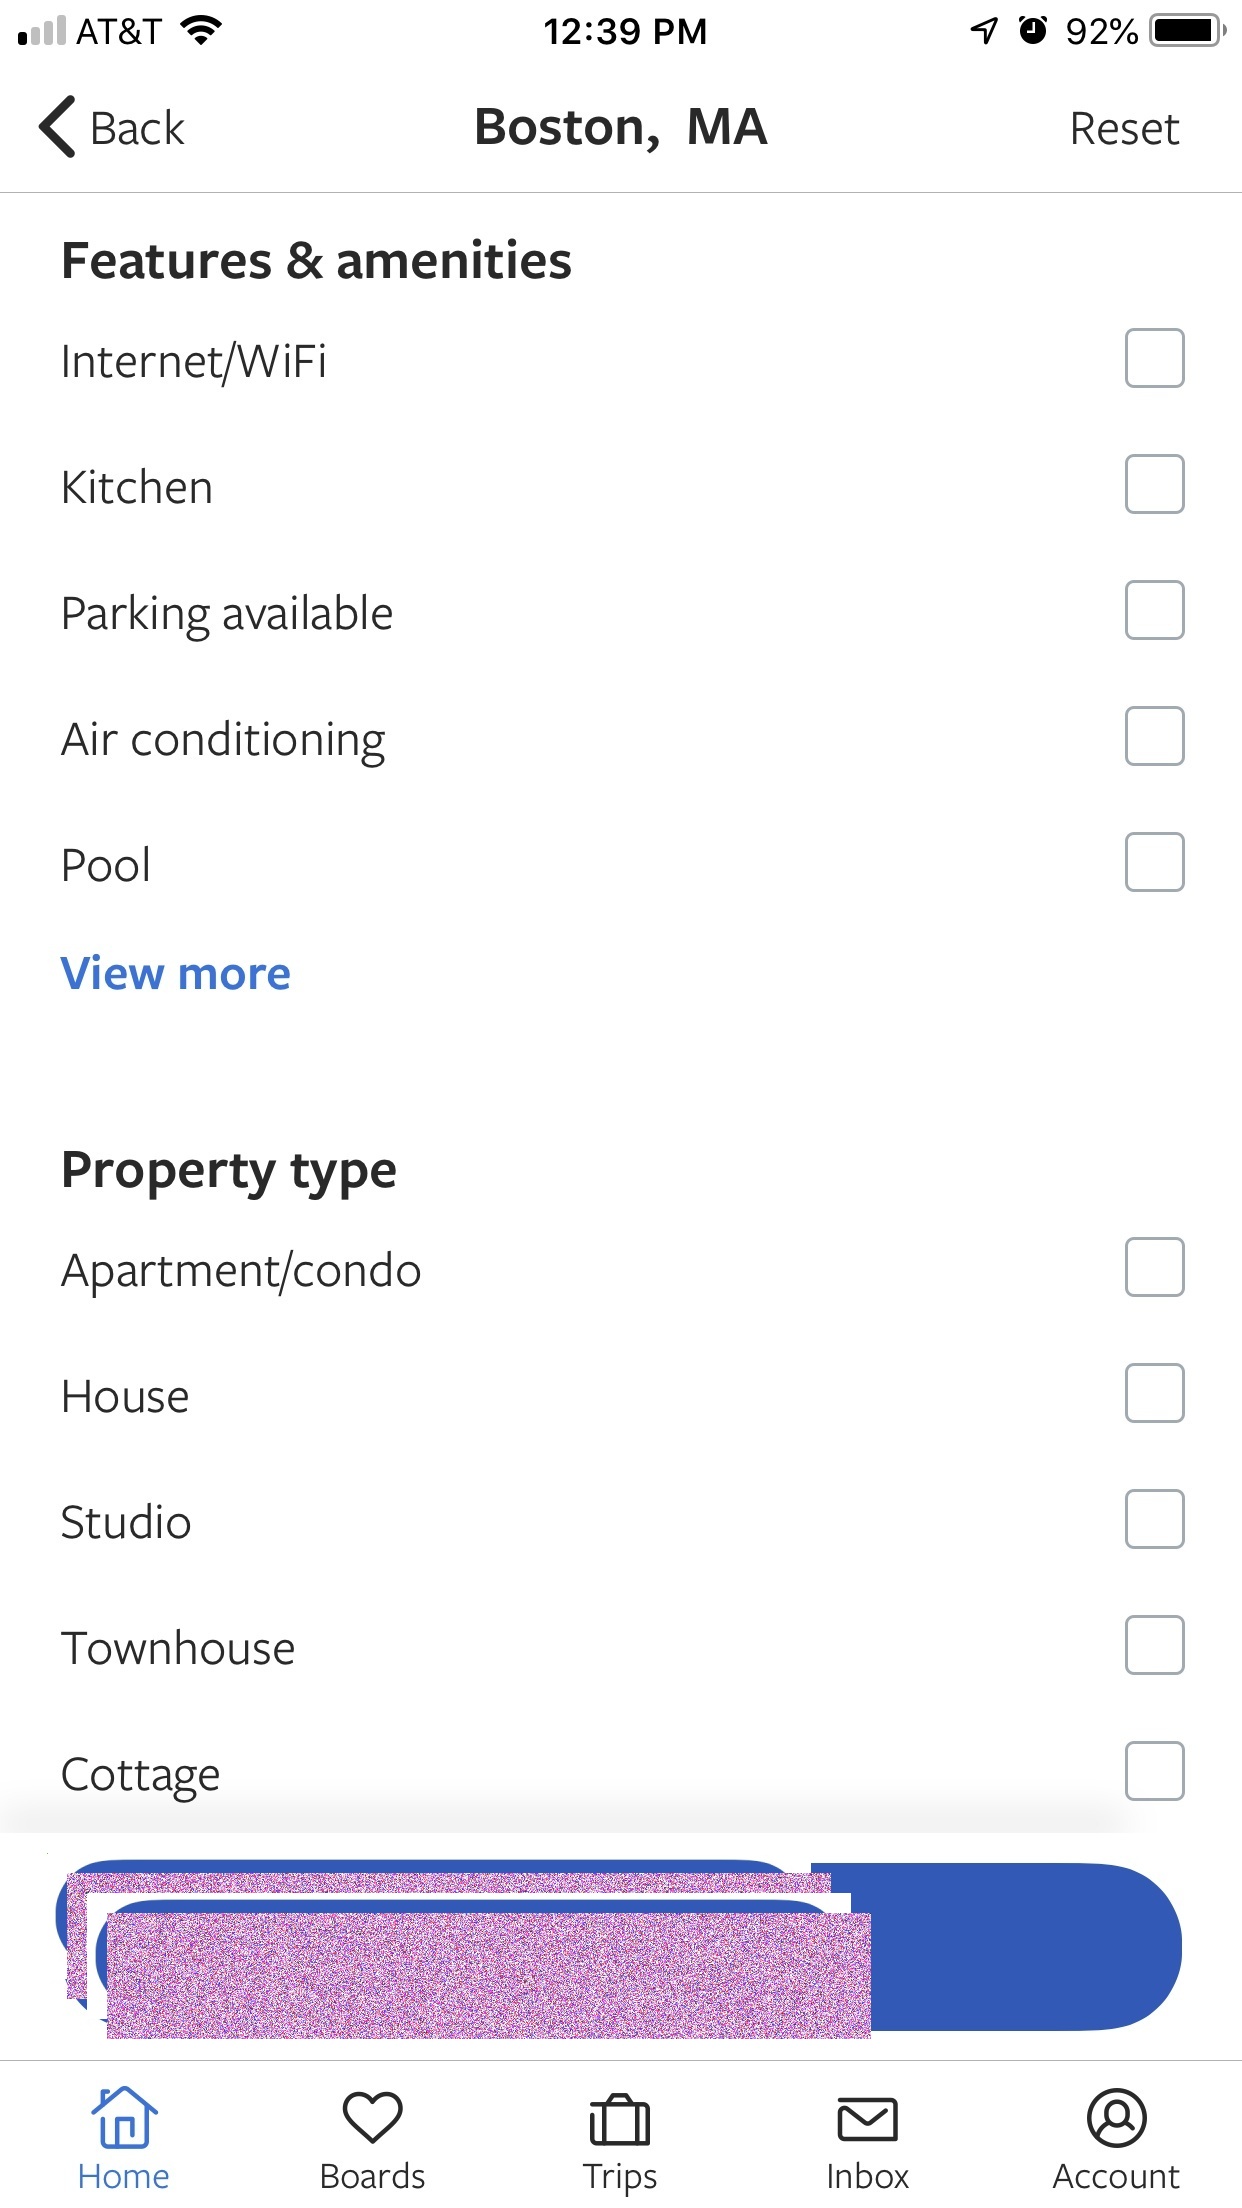 AT&T 12:39 PM 92%
Back Boston, MA Reset
Features & amenities
Internet/WiFi
Kitchen
Parking available
Air conditioning
Pool
View more
Property type
Apartment/condo
House
Studio
Townhouse
Cottage
Home Boards Trips Inbox Account